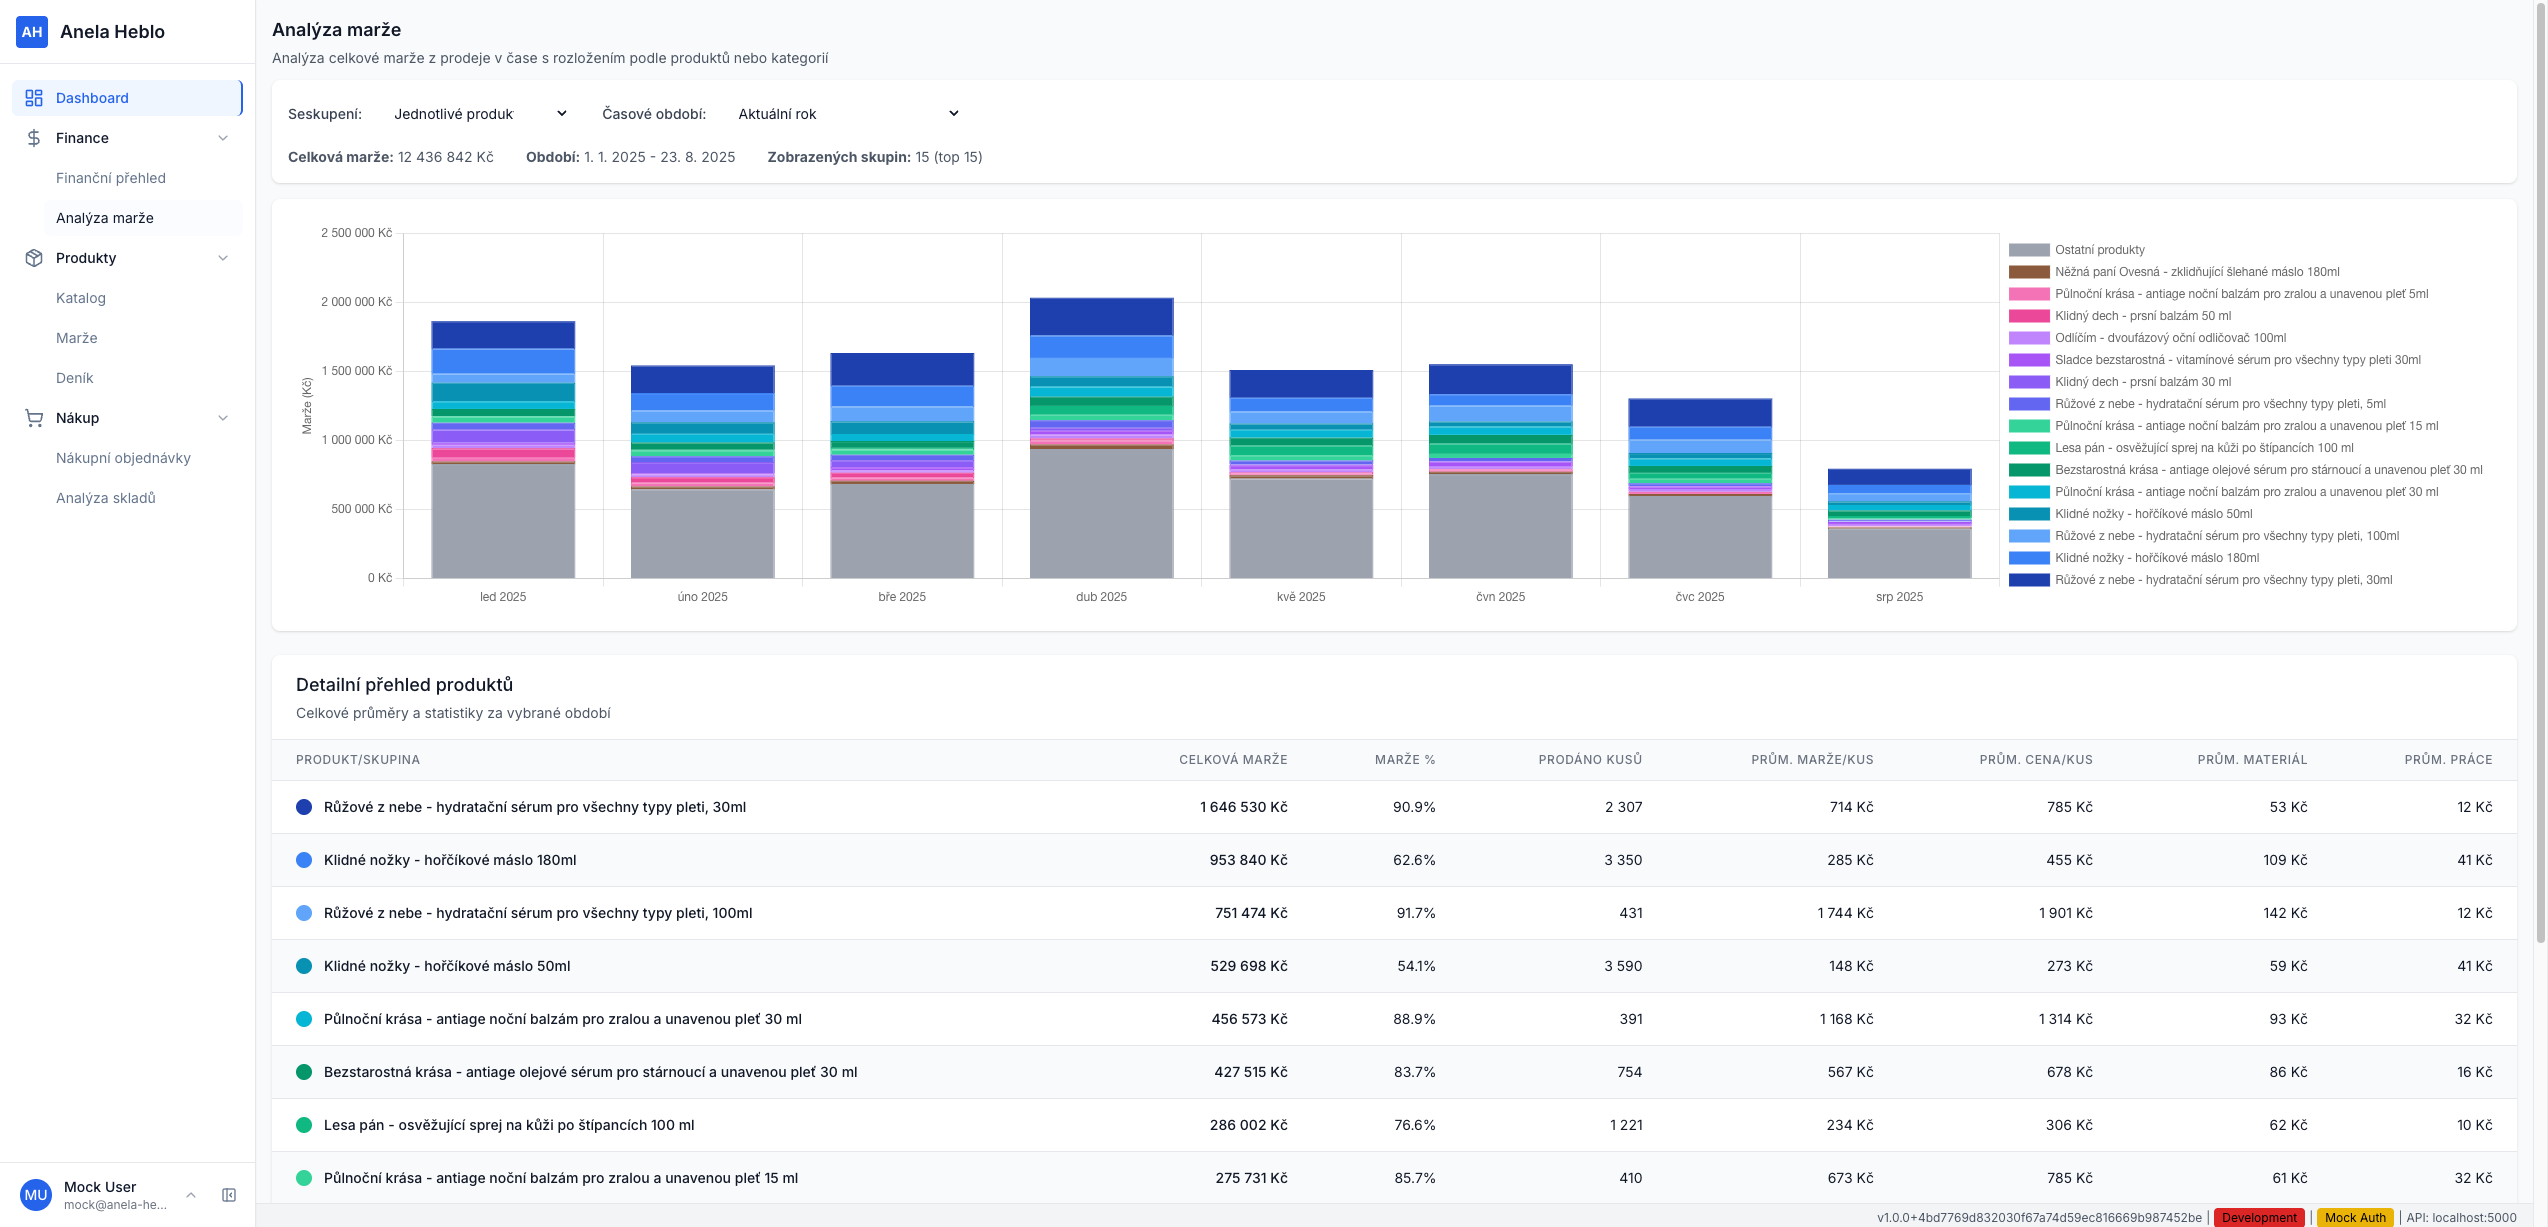 AH Anela Heblo
Dashboard
Finance
Finanční přehled
Analýza marže
Produkty
Katalog
Marže
Deník
Nákup
Nákupní objednávky
Analýza skladů
MU Mock User
mock@anela-he...
Analýza marže
Analýza celkové marže z prodeje v čase s rozložením podle produktů nebo kategorií
Seskupení: Jednotlivé produk Časové období: Aktuální rok
Celková marže: 12 436 842 Kč Období: 1. 1. 2025 - 23. 8. 2025 Zobrazených skupin: 15 (top 15)
Marže (Kč)
2 500 000 Kč
2 000 000 Kč
1 500 000 Kč
1 000 000 Kč
500 000 Kč
0 Kč
led 2025 úno 2025 bře 2025 dub 2025 kvě 2025 čvn 2025 čvc 2025 srp 2025
Ostatní produkty
Něžná paní Ovesná - zklidňující šlehané máslo 180ml
Půlnoční krása - antiage noční balzám pro zralou a unavenou pleť 5ml
Klidný dech - prsní balzám 50 ml
Odlíčím - dvoufázový oční odličovač 100ml
Sladce bezstarostná - vitamínové sérum pro všechny typy pleti 30ml
Klidný dech - prsní balzám 30 ml
Růžové z nebe - hydratační sérum pro všechny typy pleti, 5ml
Půlnoční krása - antiage noční balzám pro zralou a unavenou pleť 15 ml
Lesa pán - osvěžující sprej na kůži po štípancích 100 ml
Bezstarostná krása - antiage olejové sérum pro stárnoucí a unavenou pleť 30 ml
Půlnoční krása - antiage noční balzám pro zralou a unavenou pleť 30 ml
Klidné nožky - hořčíkové máslo 50ml
Růžové z nebe - hydratační sérum pro všechny typy pleti, 100ml
Klidné nožky - hořčíkové máslo 180ml
Růžové z nebe - hydratační sérum pro všechny typy pleti, 30ml
Detailní přehled produktů
Celkové průměry a statistiky za vybrané období
PRODUKT/SKUPINA CELKOVÁ MARŽE MARŽE % PRODÁNO KUSŮ PRŮM. MARŽE/KUS PRŮM. CENA/KUS PRŮM. MATERIÁL PRŮM. PRÁCE
Růžové z nebe - hydratační sérum pro všechny typy pleti, 30ml 1 646 530 Kč 90.9% 2 307 714 Kč 785 Kč 53 Kč 12 Kč
Klidné nožky - hořčíkové máslo 180ml 953 840 Kč 62.6% 3 350 285 Kč 455 Kč 109 Kč 41 Kč
Růžové z nebe - hydratační sérum pro všechny typy pleti, 100ml 751 474 Kč 91.7% 431 1 744 Kč 1 901 Kč 142 Kč 12 Kč
Klidné nožky - hořčíkové máslo 50ml 529 698 Kč 54.1% 3 590 148 Kč 273 Kč 59 Kč 41 Kč
Půlnoční krása - antiage noční balzám pro zralou a unavenou pleť 30 ml 456 573 Kč 88.9% 391 1 168 Kč 1 314 Kč 93 Kč 32 Kč
Bezstarostná krása - antiage olejové sérum pro stárnoucí a unavenou pleť 30 ml 427 515 Kč 83.7% 754 567 Kč 678 Kč 86 Kč 16 Kč
Lesa pán - osvěžující sprej na kůži po štípancích 100 ml 286 002 Kč 76.6% 1 221 234 Kč 306 Kč 62 Kč 10 Kč
Půlnoční krása - antiage noční balzám pro zralou a unavenou pleť 15 ml 275 731 Kč 85.7% 410 673 Kč 785 Kč 61 Kč 32 Kč
v1.0.0+4bd7769d832030f67a74d59ec816669b987452be | Development | Mock Auth | API: localhost:5000